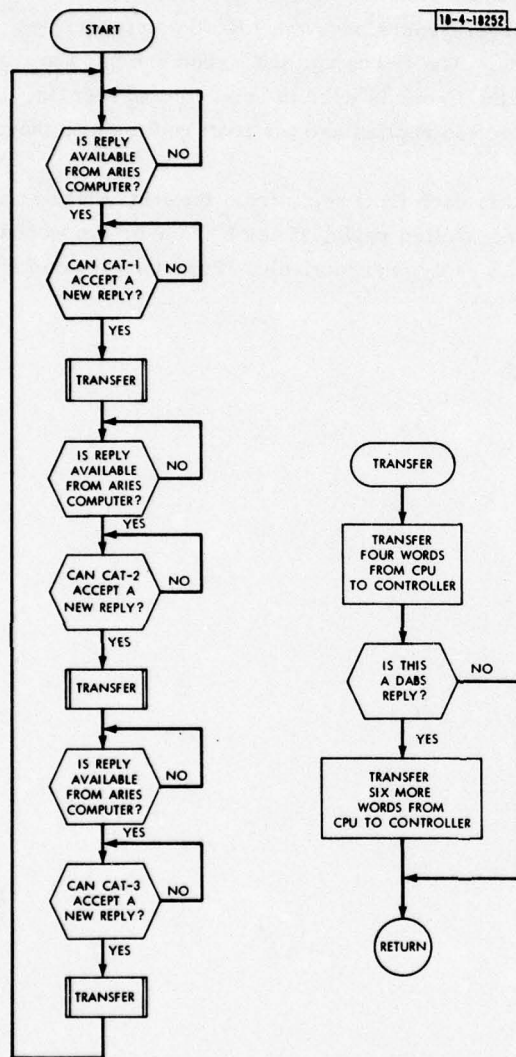 18-4-18252
START
IS REPLY
AVAILABLE
FROM ARIES
COMPUTER?
NO
YES
CAN CAT-1
ACCEPT A
NEW REPLY?
NO
YES
TRANSFER
IS REPLY
AVAILABLE
FROM ARIES
COMPUTER?
NO
YES
CAN CAT-2
ACCEPT A
NEW REPLY?
NO
YES
TRANSFER
IS REPLY
AVAILABLE
FROM ARIES
COMPUTER?
NO
YES
CAN CAT-3
ACCEPT A
NEW REPLY?
NO
YES
TRANSFER
TRANSFER
TRANSFER
FOUR WORDS
FROM CPU
TO CONTROLLER
IS THIS
A DABS
REPLY?
NO
YES
TRANSFER
SIX MORE
WORDS FROM
CPU TO CONTROLLER
RETURN